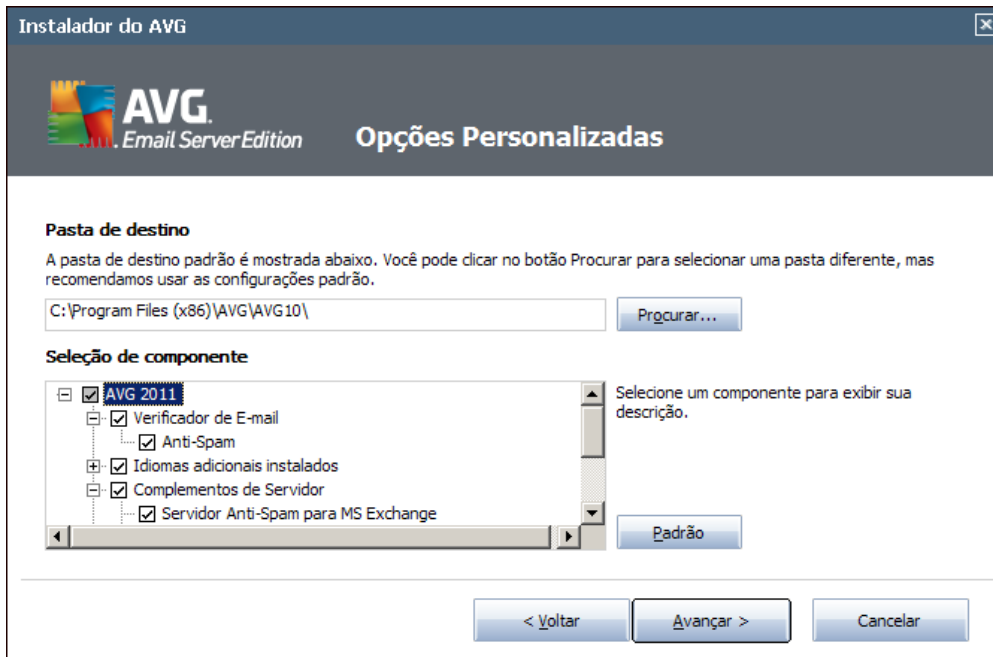 Instalador do AVG
AVG.
Email Server Edition
Opções Personalizadas
Pasta de destino
A pasta de destino padrão é mostrada abaixo. Você pode clicar no botão Procurar para selecionar uma pasta diferente, mas
recomendamos usar as configurações padrão.
C:\Program Files (x86)\AVG\AVG10\
Procurar...
Seleção de componente
AVG 2011
Verificador de E-mail
Anti-Spam
Idiomas adicionais instalados
Complementos de Servidor
Servidor Anti-Spam para MS Exchange
Selecione um componente para exibir sua
descrição.
Padrão
< Voltar
Avançar >
Cancelar